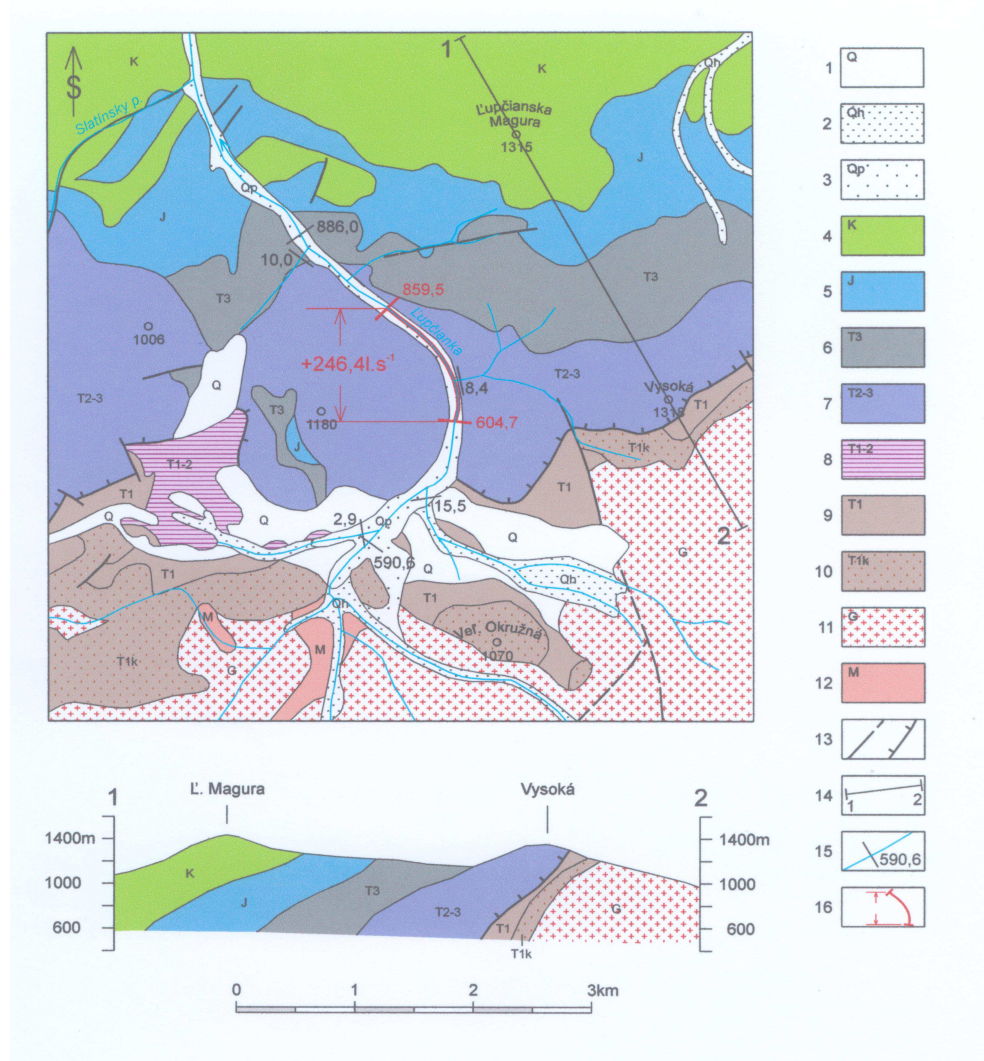 1
K
Qh
K
Ś
Ľupčianska
Magura
1315
Slatínsky p.
J
Qp
J
886,0
10,0
T3
T3
859,5
Ľupčianka
1006
+246,4l.s⁻¹
T2-3
Q
T2-3
Vysoká
1318
T1
8,4
T3
1180
604,7
J
T1k
T1-2
T1
T1
15,5
Q
Q
2,9
Qp
Q
2
G
590,6
Q
Qh
T1
T1
Qh
M
Veľ. Okružná
1070
M
T1k
G
1 Q
2 Qh
3 Qp
4 K
5 J
6 T3
7 T2-3
8 T1-2
9 T1
10 T1k
11 G
12 M
13
14 1 2
15 590,6
16
1 Ľ. Magura Vysoká 2
1400m 1400m
1000 1000
600 600
K
J
T3
T2-3
T1
T1k
G
0 1 2 3km